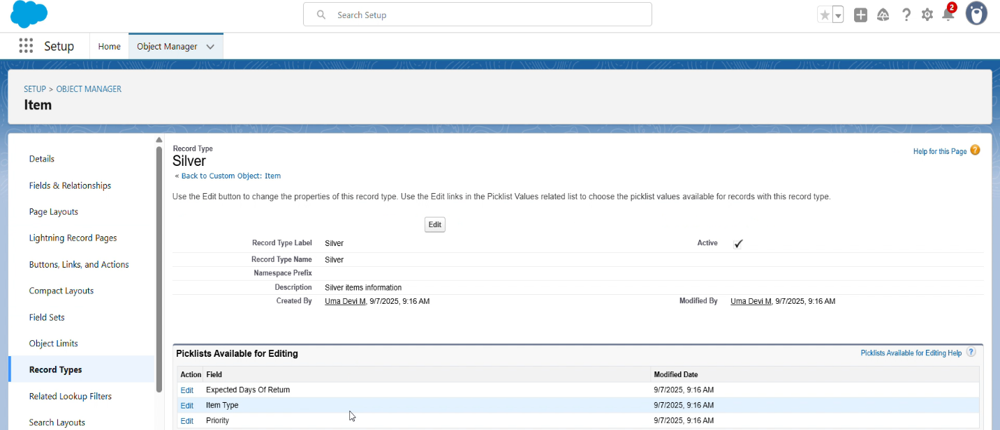 Search Setup
2
Setup
Home
Object Manager
SETUP > OBJECT MANAGER
Item
Details
Fields & Relationships
Page Layouts
Lightning Record Pages
Buttons, Links, and Actions
Compact Layouts
Field Sets
Object Limits
Record Types
Related Lookup Filters
Search Layouts
Record Type
Silver
Help for this Page ?
« Back to Custom Object: Item
Use the Edit button to change the properties of this record type. Use the Edit links in the Picklist Values related list to choose the picklist values available for records with this record type.
Edit
Record Type Label Silver Active ✓
Record Type Name Silver
Namespace Prefix
Description Silver items information
Created By Uma Devi M, 9/7/2025, 9:16 AM Modified By Uma Devi M, 9/7/2025, 9:16 AM
Picklists Available for Editing Picklists Available for Editing Help ?
Action Field Modified Date
Edit Expected Days Of Return 9/7/2025, 9:16 AM
Edit Item Type 9/7/2025, 9:16 AM
Edit Priority 9/7/2025, 9:16 AM